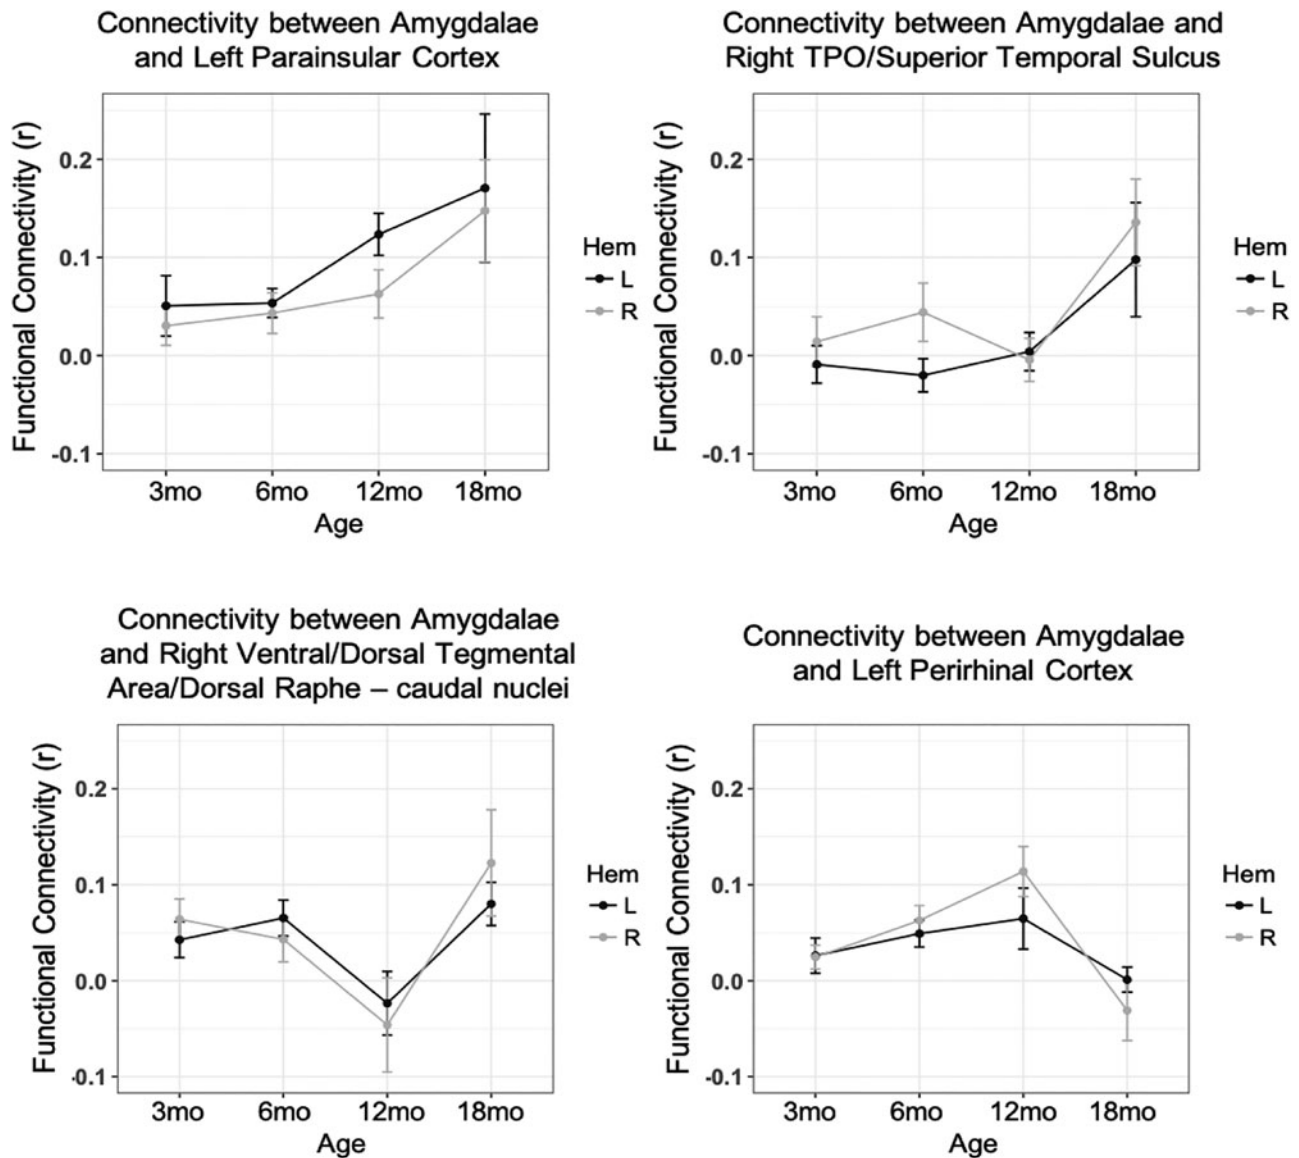 Connectivity between Amygdalae
and Left Parainsular Cortex
Functional Connectivity (r)
0.2
0.1
0.0
-0.1
3mo 6mo 12mo 18mo
Age
Hem
L
R
Connectivity between Amygdalae and
Right TPO/Superior Temporal Sulcus
Functional Connectivity (r)
0.2
0.1
0.0
-0.1
3mo 6mo 12mo 18mo
Age
Hem
L
R
Connectivity between Amygdalae
and Right Ventral/Dorsal Tegmental
Area/Dorsal Raphe – caudal nuclei
Functional Connectivity (r)
0.2
0.1
0.0
.0.1
3mo 6mo 12mo 18mo
Age
Hem
L
R
Connectivity between Amygdalae
and Left Perirhinal Cortex
Functional Connectivity (r)
0.2
0.1
0.0
-0.1
3mo 6mo 12mo 18mo
Age
Hem
L
R